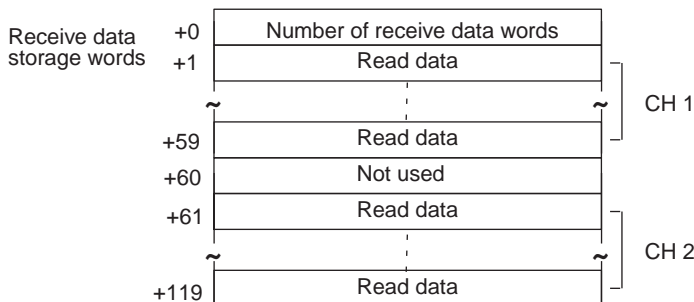 Receive data
storage words
+0 Number of receive data words
+1 Read data
CH 1
+59 Read data
+60 Not used
+61 Read data
CH 2
+119 Read data